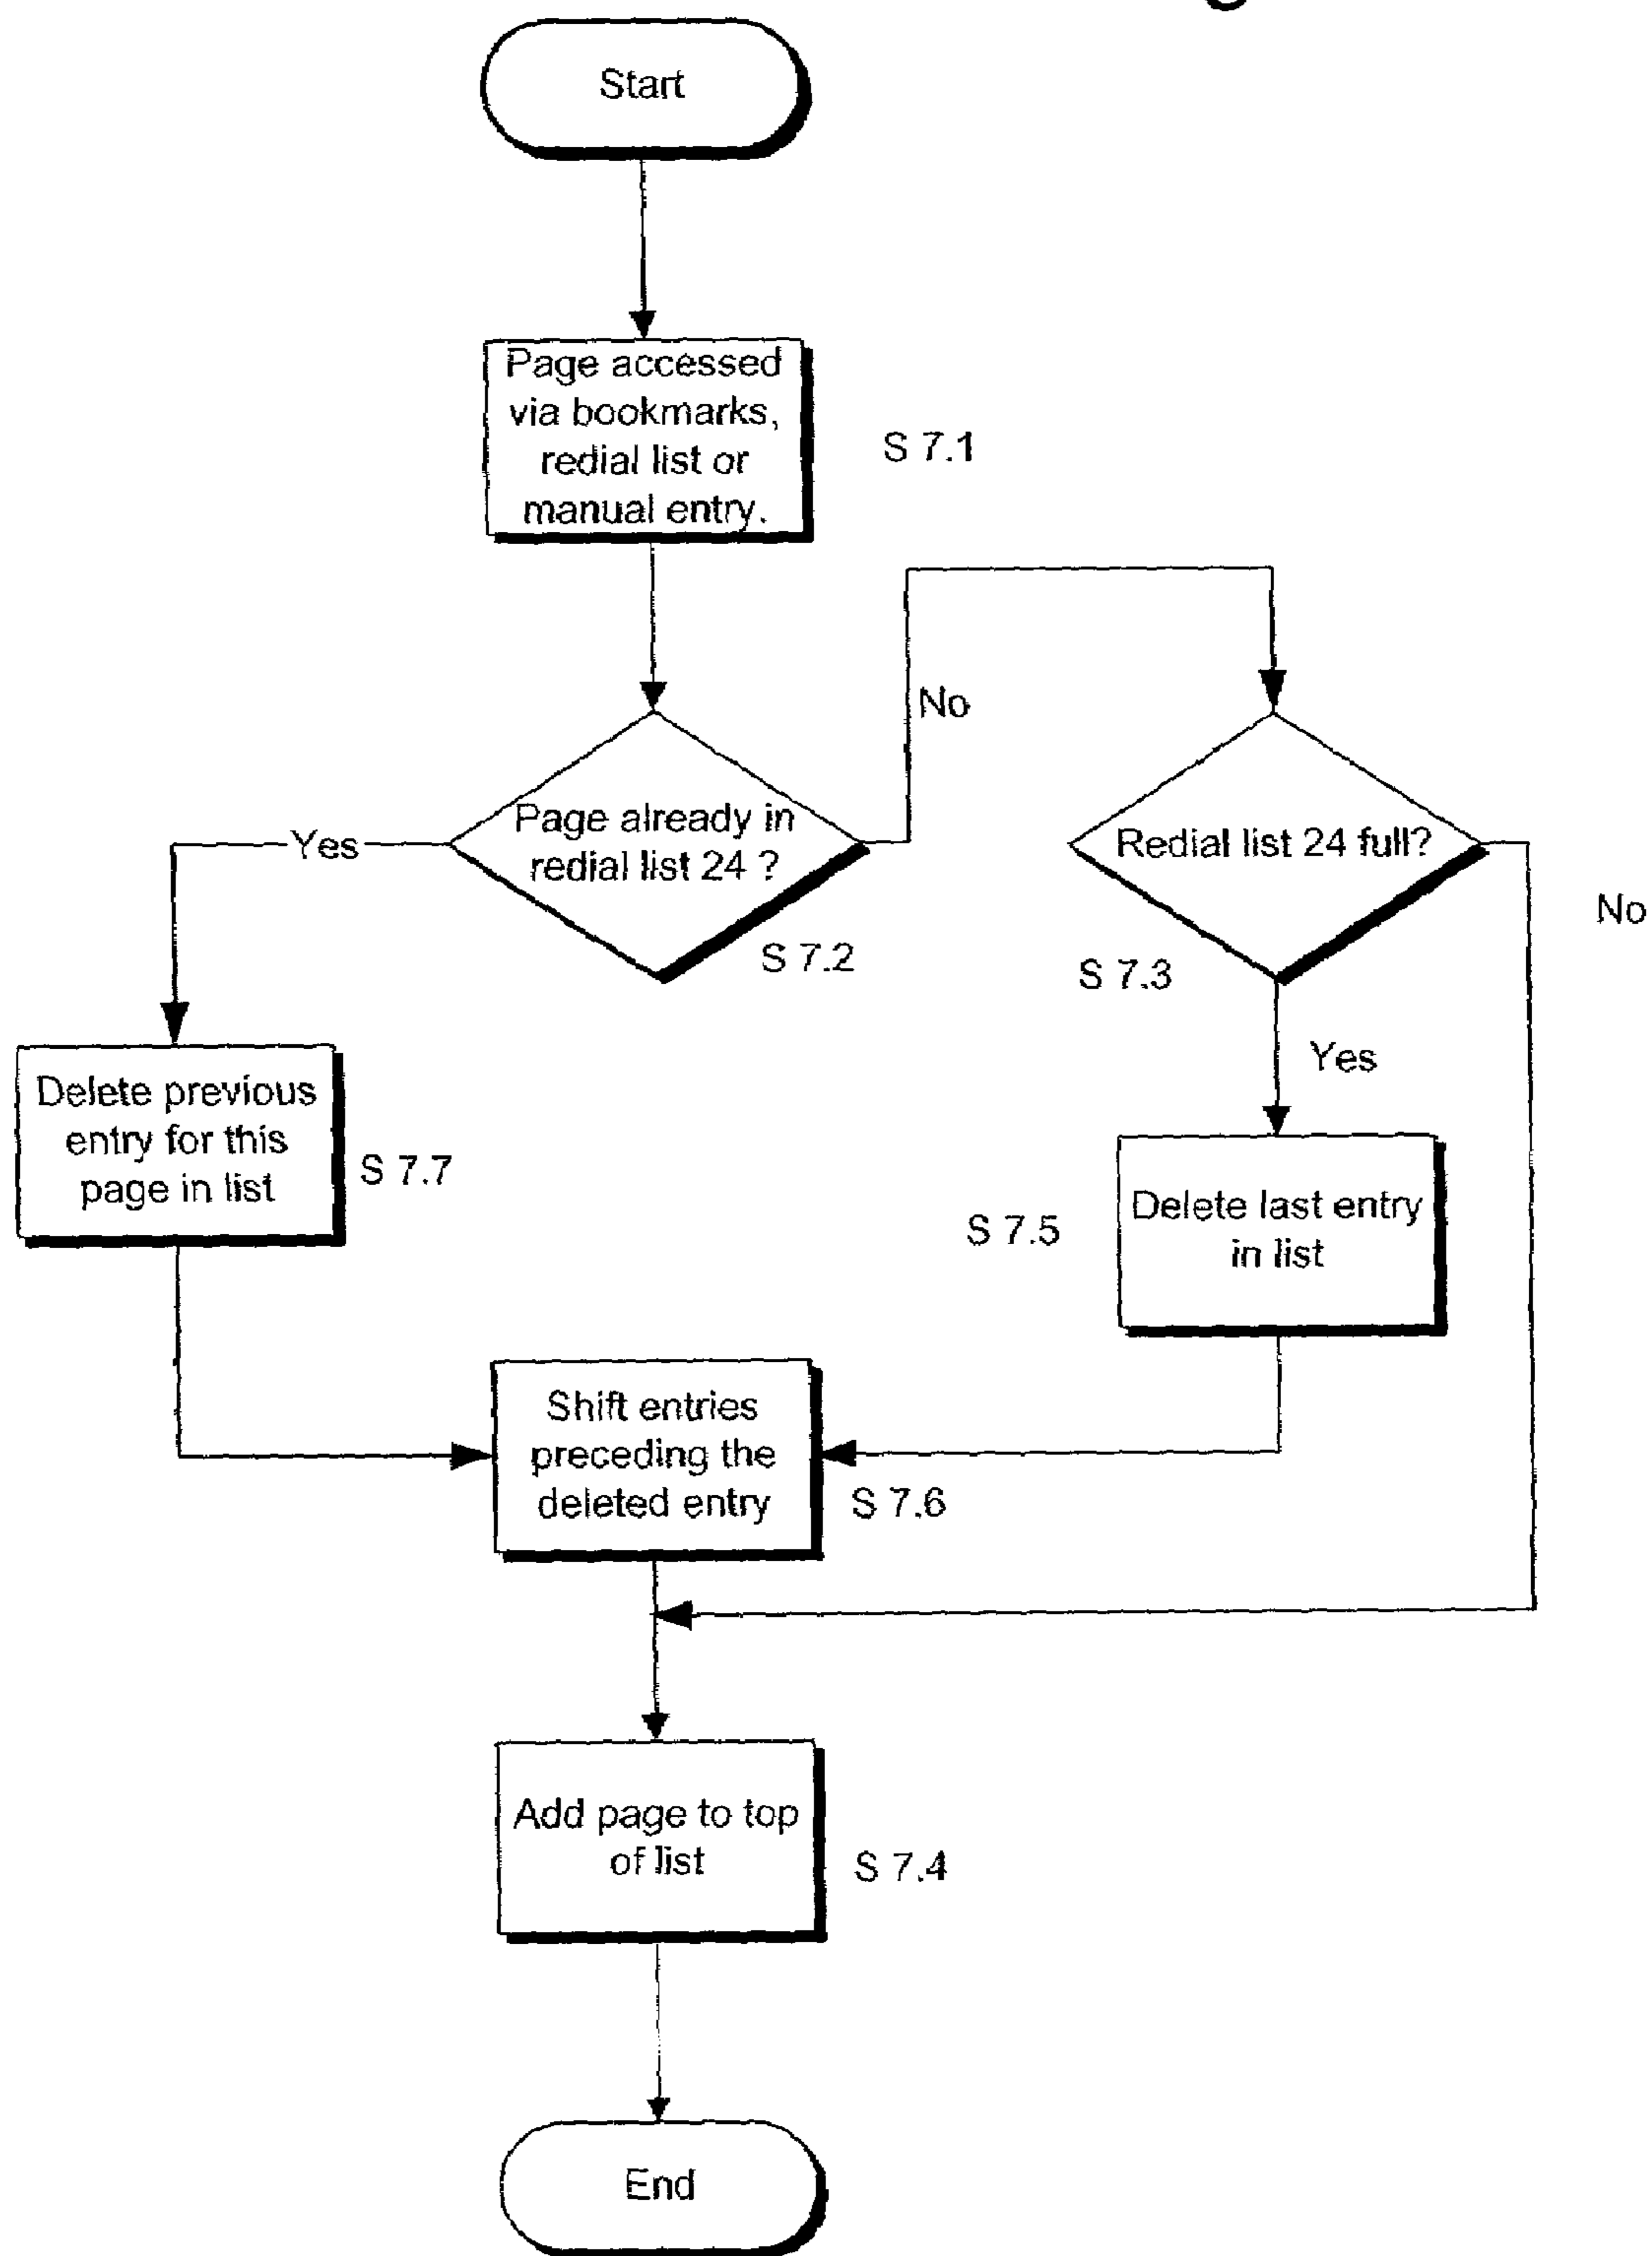 Start
Page accessed
via bookmarks,
redial list or
manual entry.
S 7.1
No
Page already in
redial list 24 ?
Yes
S 7.2
Redial list 24 full?
No
S 7.3
Yes
Delete previous
entry for this
page in list
S 7.7
Delete last entry
in list
S 7.5
Shift entries
preceding the
deleted entry
S 7.6
Add page to top
of list
S 7.4
End